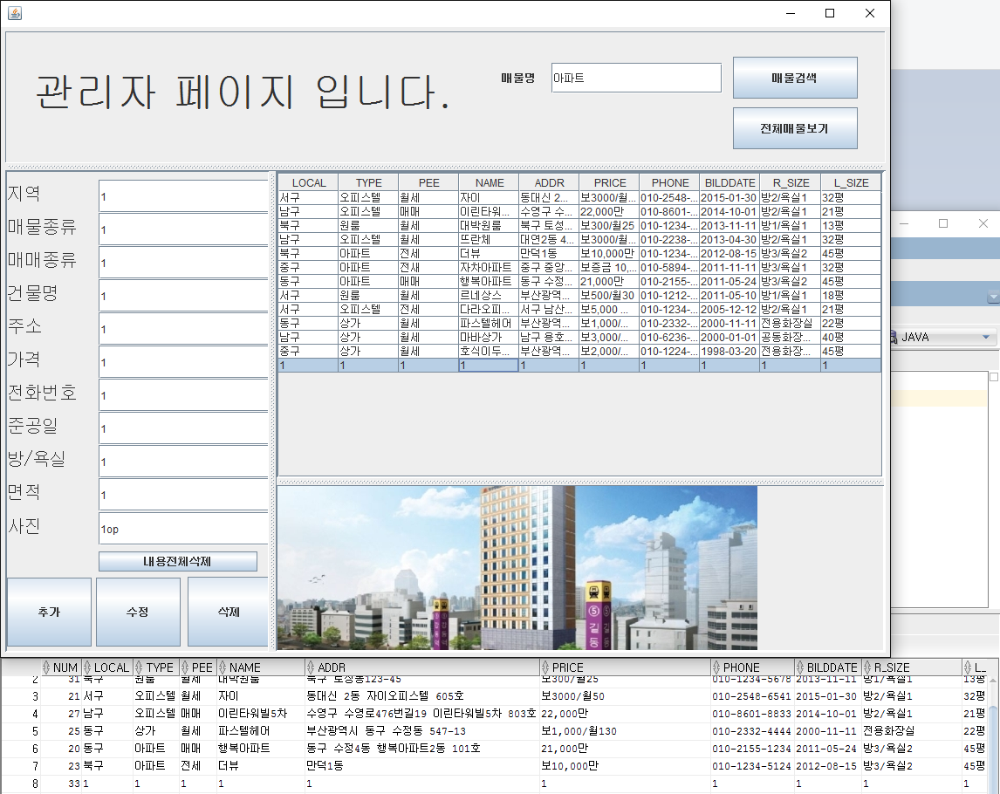 관리자 페이지 입니다.
매물명 아파트 매물검색
전체매물보기
지역 1
매물종류 1
매매종류 1
건물명 1
주소 1
가격 1
전화번호 1
준공일 1
방/욕실 1
면적 1
사진 1op
내용전체삭제
추가 수정 삭제
LOCAL TYPE PEE NAME ADDR PRICE PHONE BILDDATE R_SIZE L_SIZE
서구 오피스텔 월세 자이 동대신 2... 보3000/월... 010-2548-... 2015-01-30 방2/욕실1 32평
남구 오피스텔 매매 이린타워... 수영구 수... 22,000만 010-8601-... 2014-10-01 방2/욕실1 21평
북구 원룸 월세 대박원룸 북구 토성... 보300/월25 010-1234-... 2013-11-11 방1/욕실1 13평
남구 오피스텔 월세 뜨란체 대연2동 4... 보3000/월... 010-2238-... 2013-04-30 방2/욕실1 32평
북구 아파트 전세 더뷰 만덕1동 보10,000만 010-1234-... 2012-08-15 방3/욕실2 45평
중구 아파트 전새 자차아파트 중구 중앙... 보증금 10,... 010-5894-... 2011-11-11 방3/욕실1 32평
동구 아파트 매매 행복아파트 동구 수정... 21,000만 010-2155-... 2011-05-24 방3/욕실2 45평
서구 원룸 월세 르네상스 부산광역... 보500/월30 010-1212-... 2011-05-10 방1/욕실1 18평
서구 오피스텔 전세 다라오피... 서구 남산... 보5,000 ... 010-1234-... 2005-12-12 방2/욕실1 21평
동구 상가 월세 파스텔헤어 부산광역... 보1,000/... 010-2332-... 2000-11-11 전용화장실 22평
남구 상가 월세 마바상가 남구 용호... 보3,000/... 010-6236-... 2000-01-01 공동화장... 40평
중구 상가 월세 호식이두... 부산광역... 보2,000/... 010-1224-... 1998-03-20 전용화장... 45평
1 1 1 1 1 1 1 1 1 1
5 길동
JAVA
NUM LOCAL TYPE PEE NAME ADDR PRICE PHONE BILDDATE R_SIZE L_
2 31 북구 원룸 월세 대박원룸 북구 토성동123-45 보300/월25 010-1234-5678 2013-11-11 방1/욕실1 13평
3 21 서구 오피스텔 월세 자이 동대신 2동 자이오피스텔 605호 보3000/월50 010-2548-6541 2015-01-30 방2/욕실1 32평
4 27 남구 오피스텔 매매 이린타워빌5차 수영구 수영로476번길19 이린타워빌5차 803호 22,000만 010-8601-8833 2014-10-01 방2/욕실1 21평
5 25 동구 상가 월세 파스텔헤어 부산광역시 동구 수정동 547-13 보1,000/월130 010-2332-4444 2000-11-11 전용화장실 22평
6 20 동구 아파트 매매 행복아파트 동구 수정4동 행복아파트2동 101호 21,000만 010-2155-1234 2011-05-24 방3/욕실2 45평
7 23 북구 아파트 전세 더뷰 만덕1동 보10,000만 010-1234-5124 2012-08-15 방3/욕실2 45평
8 33 1 1 1 1 1 1 1 1 1 1